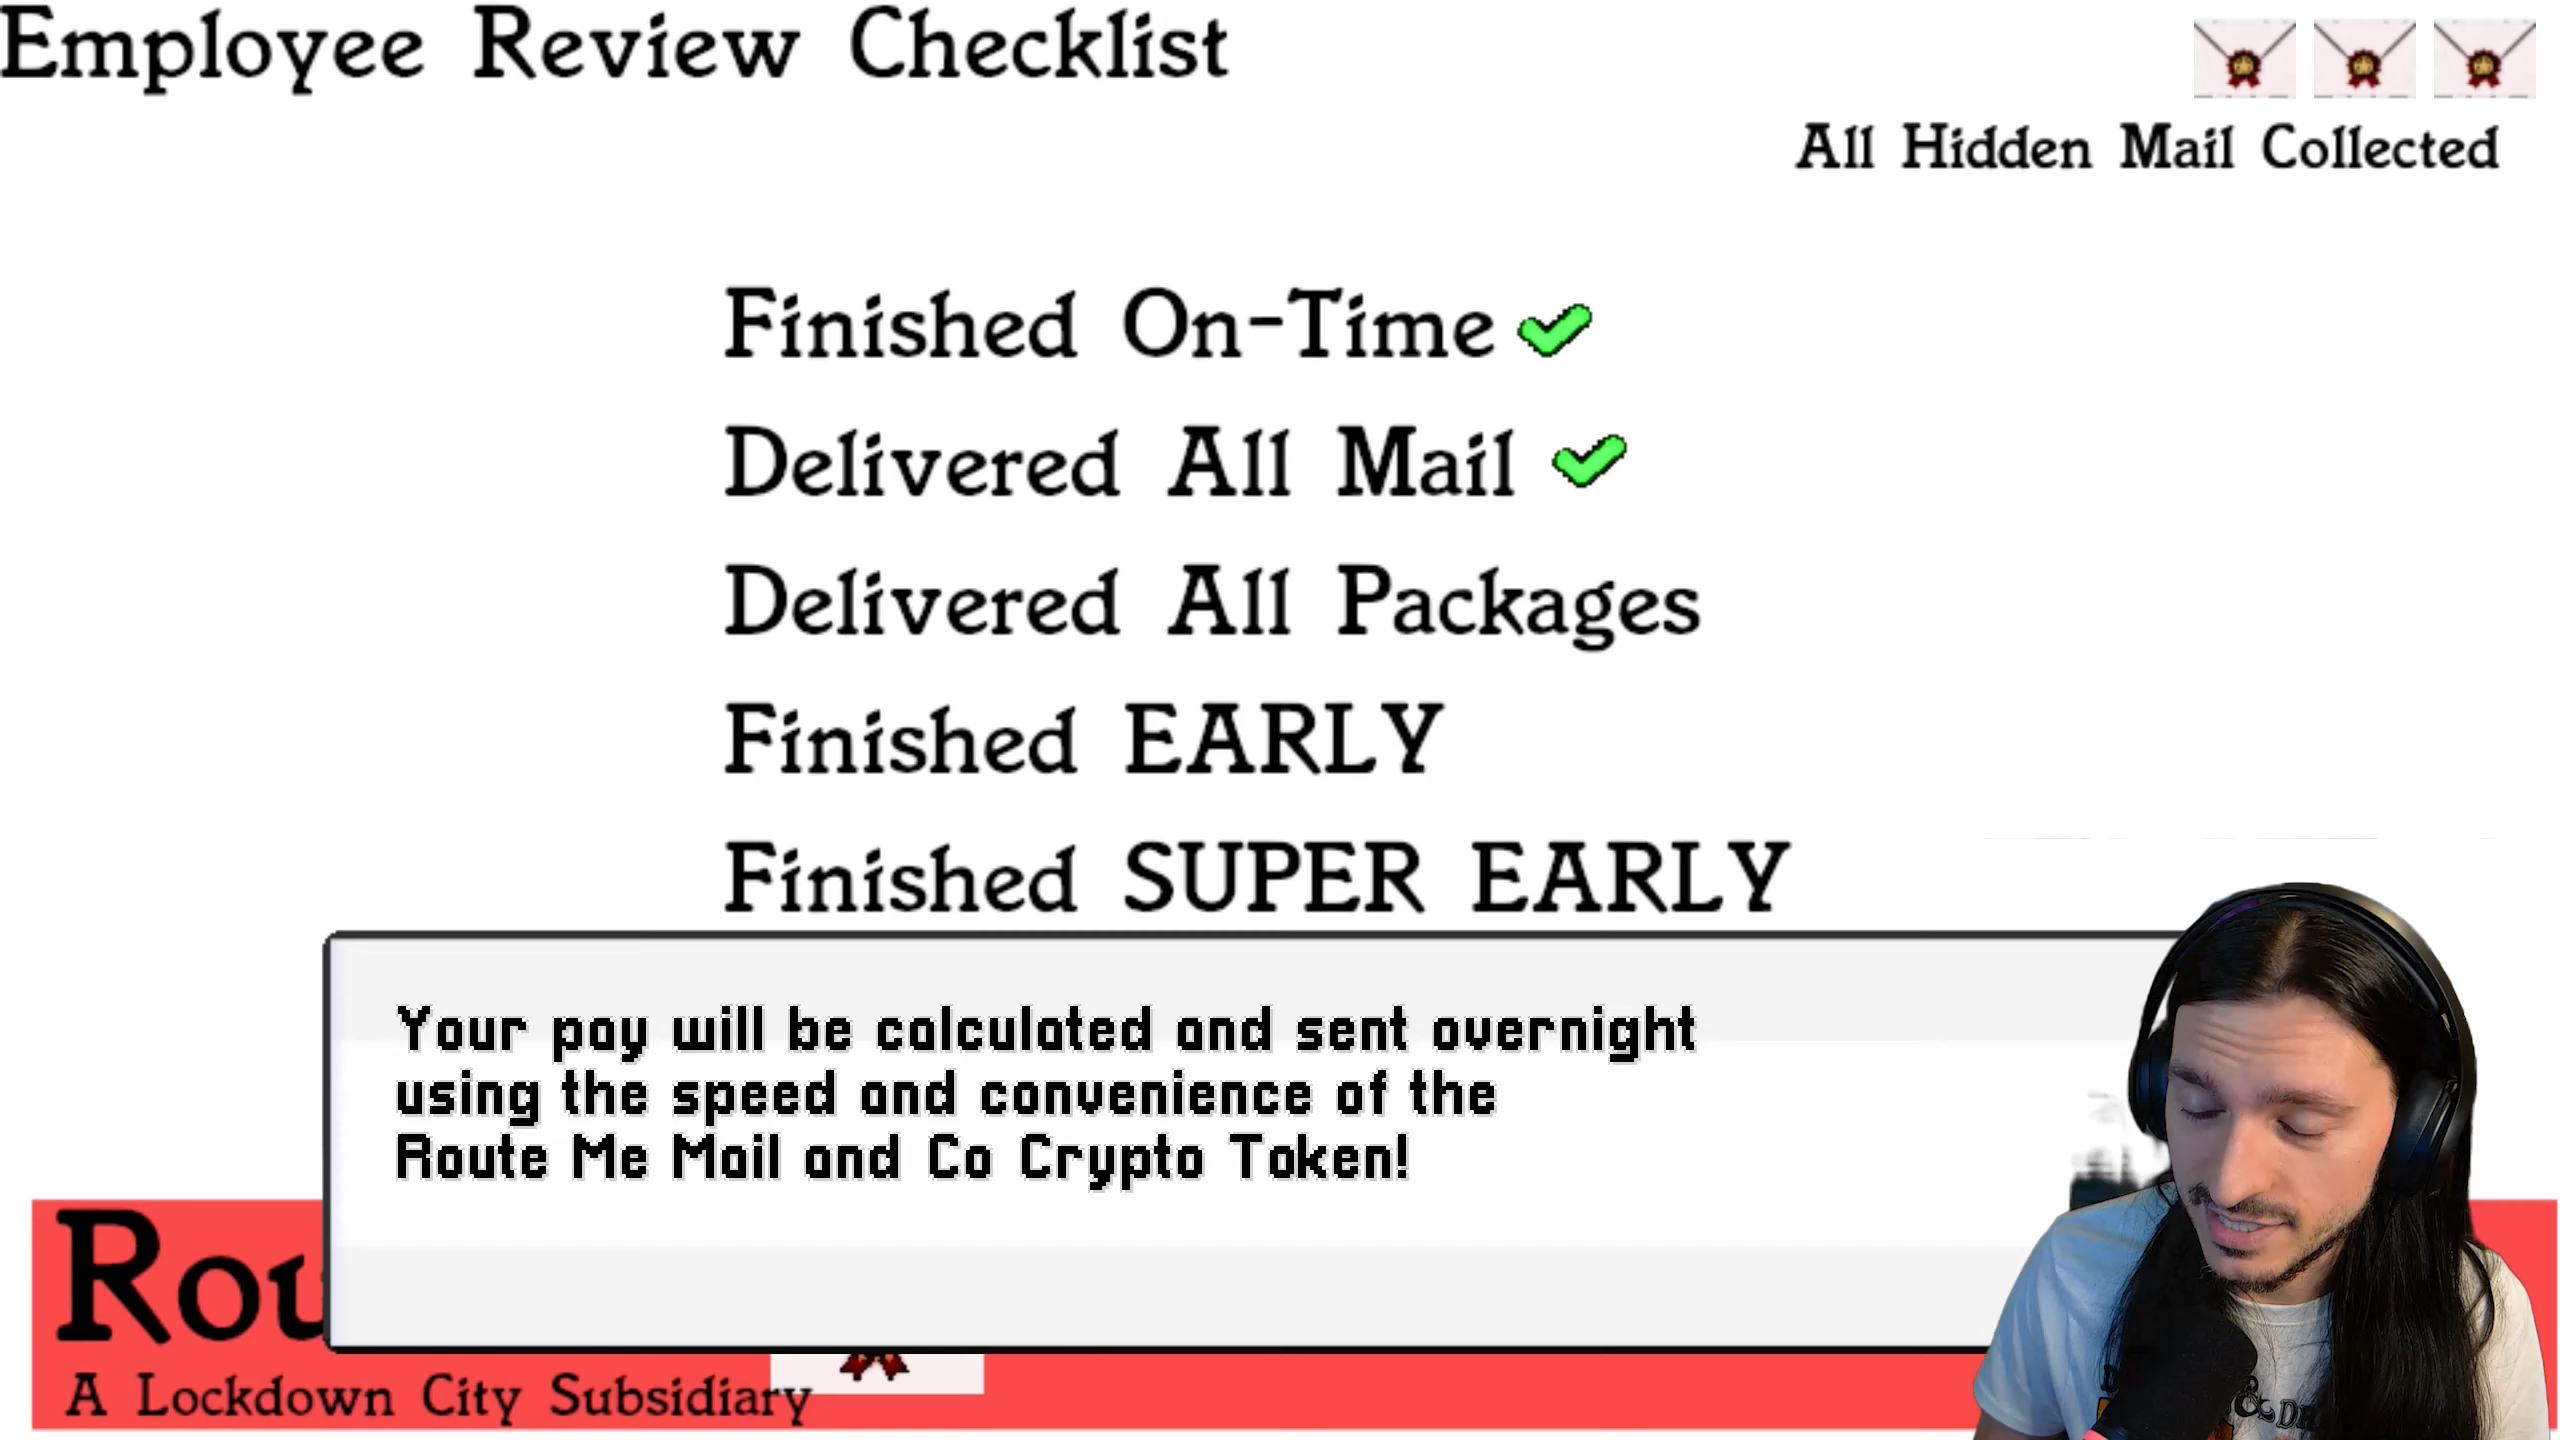 Employee Review Checklist
All Hidden Mail Collected
Finished On-Time
Delivered All Mail
Delivered All Packages
Finished EARLY
Finished SUPER EARLY
Your pay will be calculated and sent overnight
using the speed and convenience of the
Route Me Mail and Co Crypto Token!
Rou
A Lockdown City Subsidiary